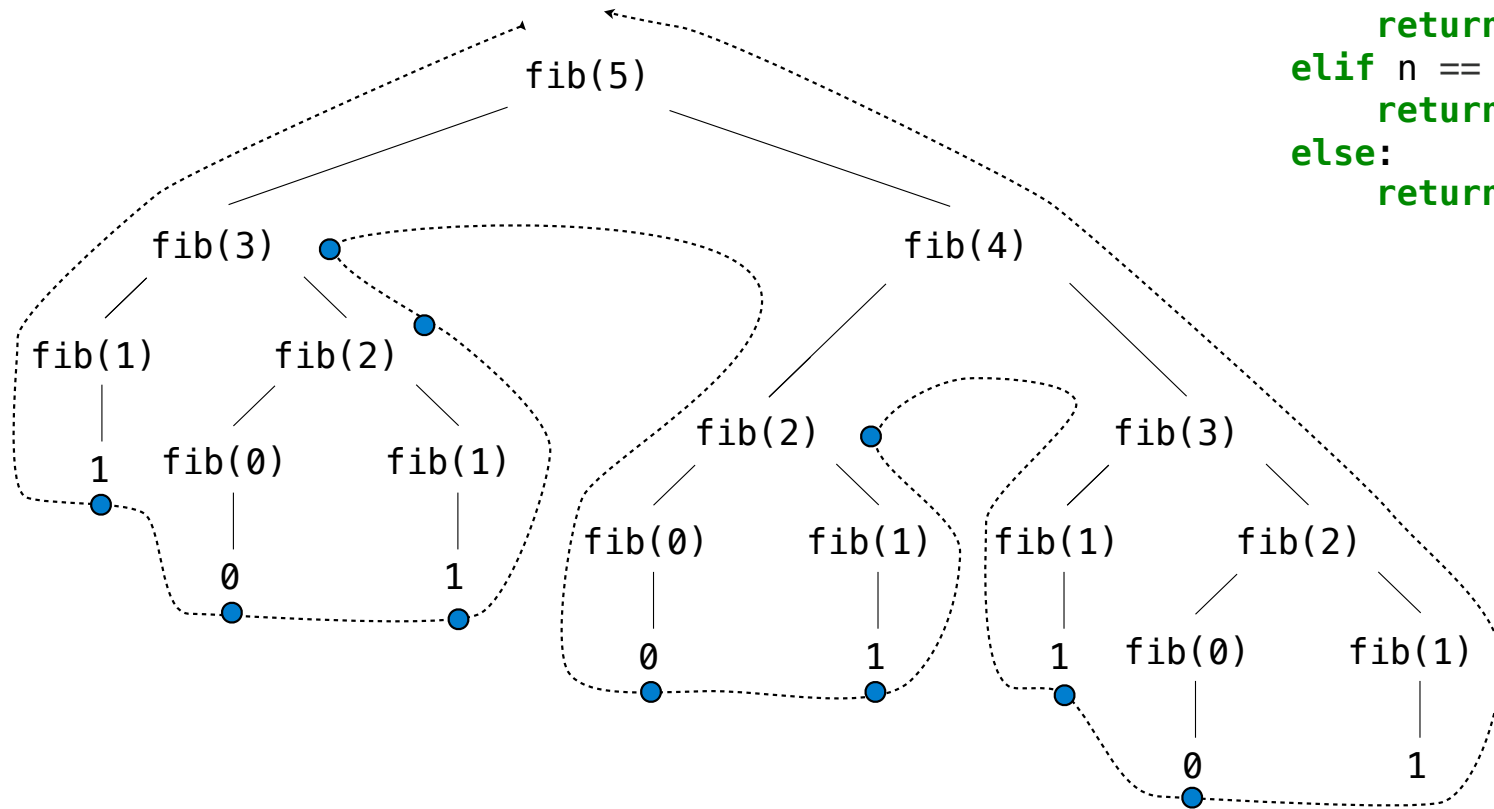 return
elif n ==
return
else:
return
fib(5)
fib(3) fib(4)
fib(1) fib(2)
fib(2) fib(3)
1 fib(0) fib(1)
fib(0) fib(1) fib(1) fib(2)
0 1
0 1 1 fib(0) fib(1)
0 1